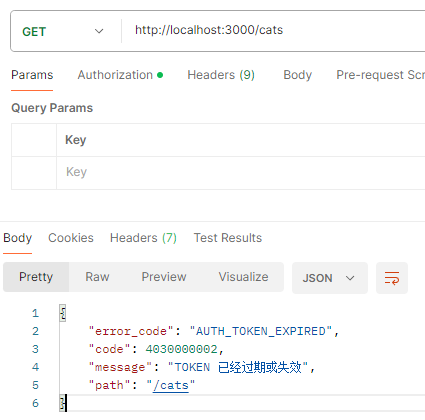 GET http://localhost:3000/cats
Params Authorization Headers (9) Body Pre-request Scr
Query Params
Key
Key
Body Cookies Headers (7) Test Results
Pretty Raw Preview Visualize JSON
1 {
2 "error_code": "AUTH_TOKEN_EXPIRED",
3 "code": 4030000002,
4 "message": "TOKEN 已经过期或失效",
5 "path": "/cats"
6 }